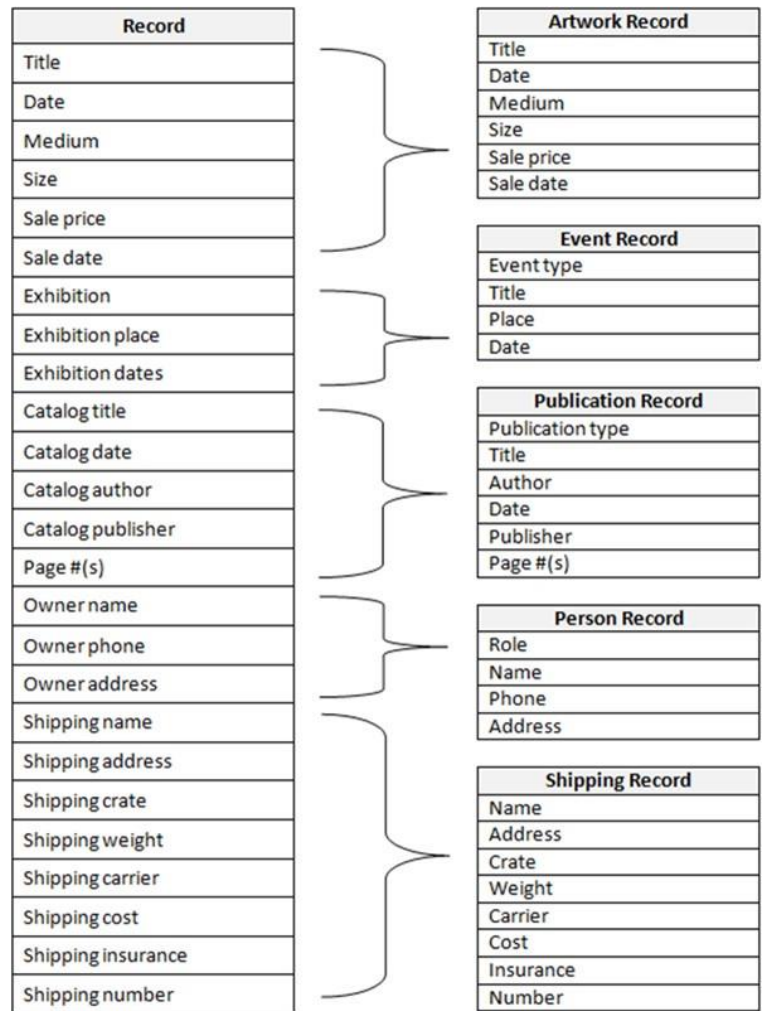 Record
Title
Date
Medium
Size
Sale price
Sale date
Exhibition
Exhibition place
Exhibition dates
Catalog title
Catalog date
Catalog author
Catalog publisher
Page #(s)
Owner name
Owner phone
Owner address
Shipping name
Shipping address
Shipping crate
Shipping weight
Shipping carrier
Shipping cost
Shipping insurance
Shipping number
Artwork Record
Title
Date
Medium
Size
Sale price
Sale date
Event Record
Event type
Title
Place
Date
Publication Record
Publication type
Title
Author
Date
Publisher
Page #(s)
Person Record
Role
Name
Phone
Address
Shipping Record
Name
Address
Crate
Weight
Carrier
Cost
Insurance
Number